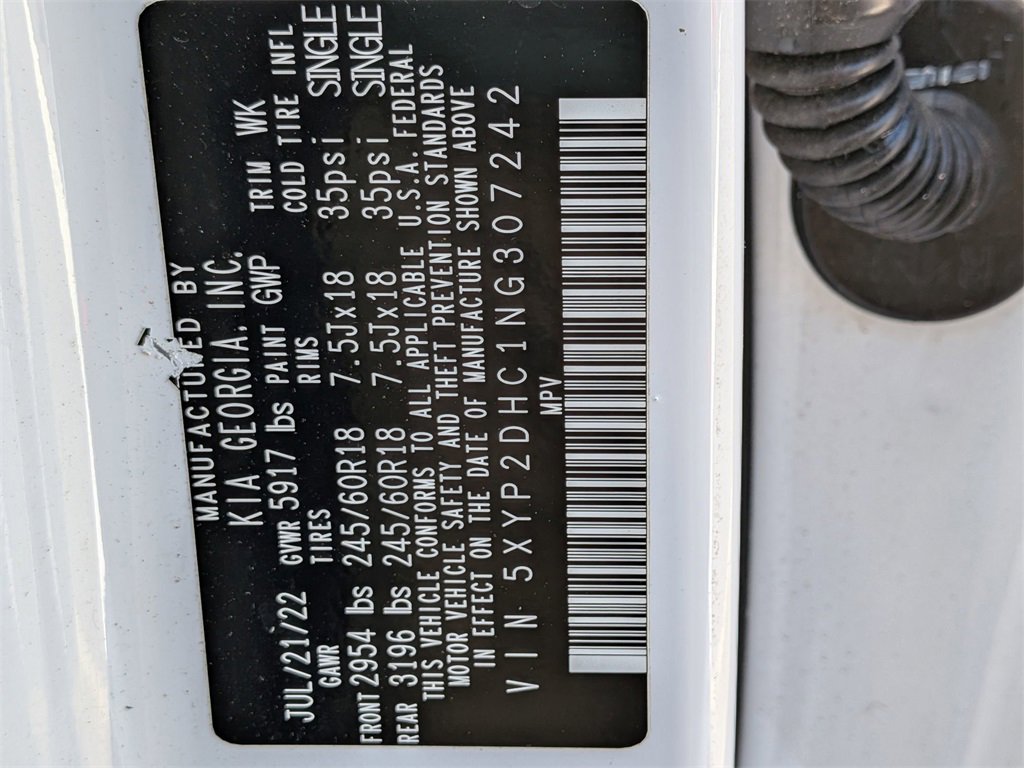 MANUFACTURED BY
KIA GEORGIA. INC.
JUL/21/22 GVWR 5917 lbs PAINT GWP TRIM WK
GAWR TIRES RIMS COLD TIRE INFL
FRONT 2954 lbs 245/60R18 7.5Jx18 35psi SINGLE
REAR 3196 lbs 245/60R18 7.5Jx18 35psi SINGLE
THIS VEHICLE CONFORMS TO ALL APPLICABLE U.S.A. FEDERAL
MOTOR VEHICLE SAFETY AND THEFT PREVENTION STANDARDS
IN EFFECT ON THE DATE OF MANUFACTURE SHOWN ABOVE
VIN 5XYP2DHC1NG307242
MPV